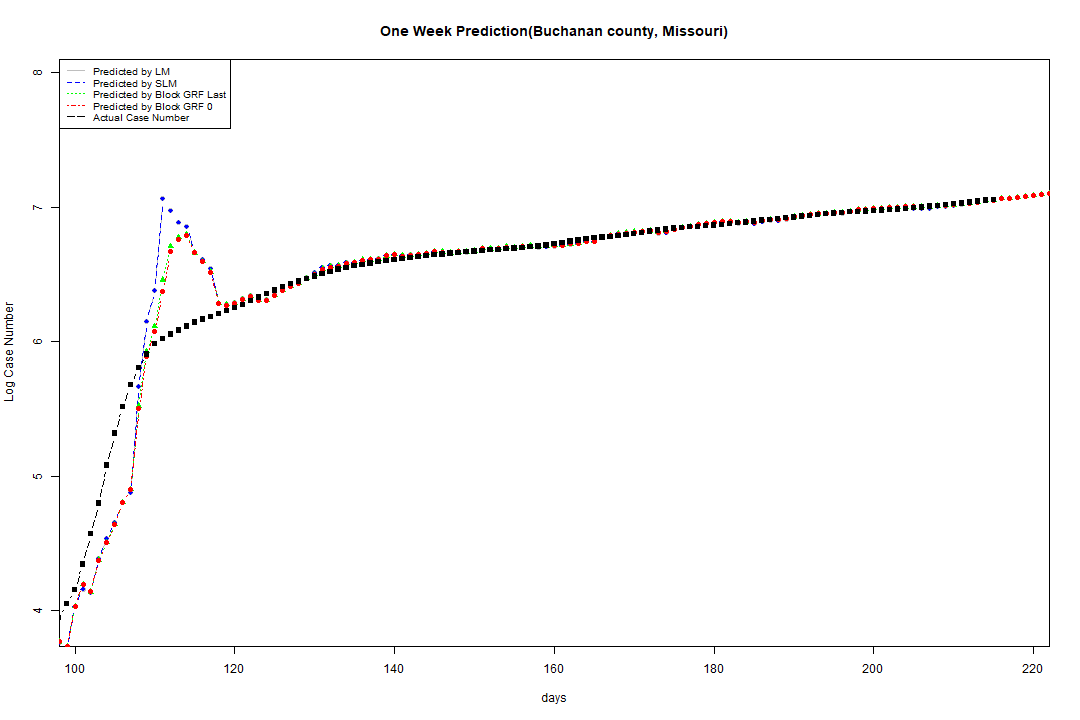 One Week Prediction(Buchanan county, Missouri)
Predicted by LM
Predicted by SLM
Predicted by Block GRF Last
Predicted by Block GRF 0
Actual Case Number
8
7
6
5
4
Log Case Number
100 120 140 160 180 200 220
days